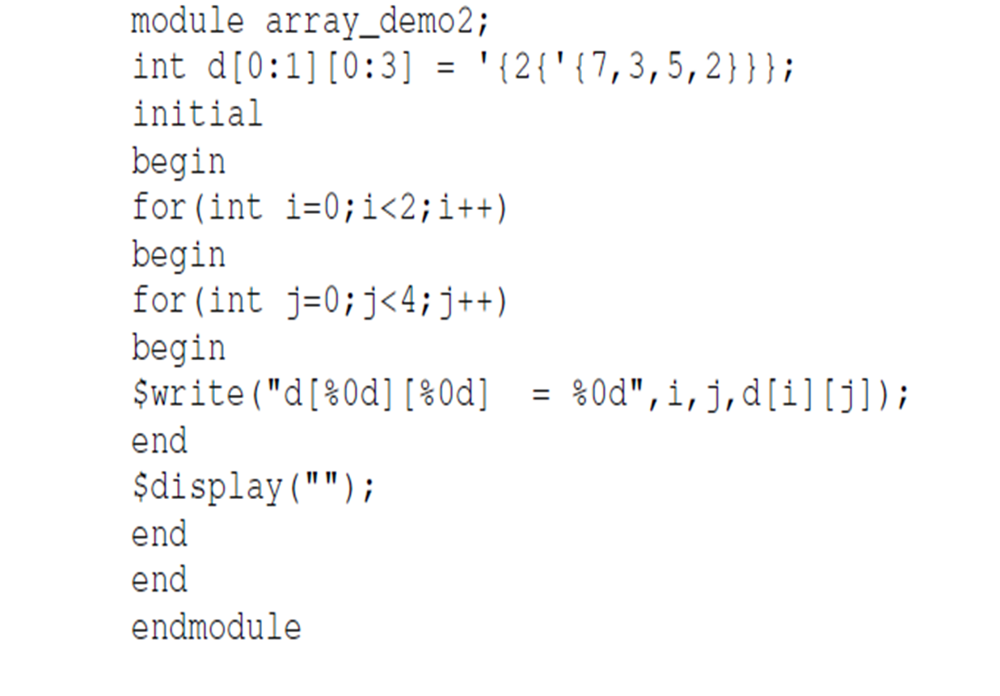 module array_demo2;
int d[0:1][0:3] = '{2{'{7,3,5,2}}};
initial
begin
for(int i=0;i<2;i++)
begin
for(int j=0;j<4;j++)
begin
$write("d[%0d][%0d]  = %0d",i,j,d[i][j]);
end
$display("");
end
end
endmodule